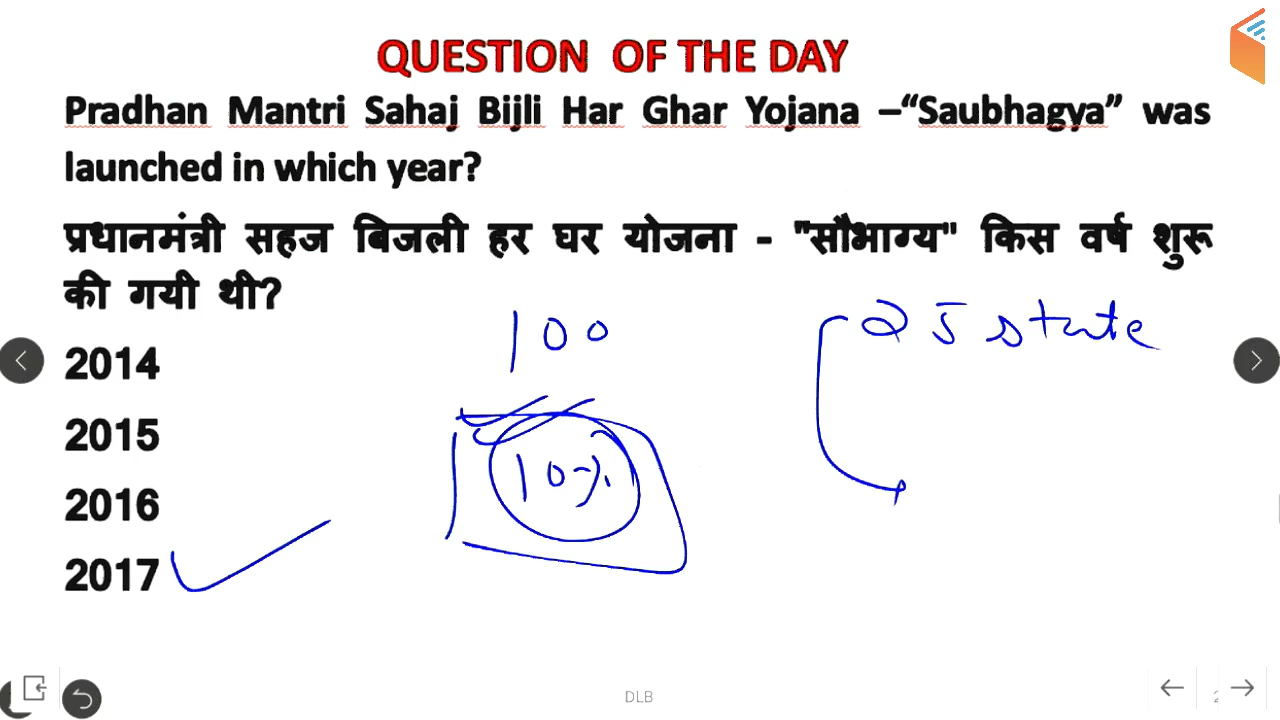 QUESTION OF THE DAY
Pradhan Mantri Sahaj Bijli Har Ghar Yojana –“Saubhagya” was
launched in which year?
प्रधानमंत्री सहज बिजली हर घर योजना - "सौभाग्य" किस वर्ष शुरू
की गयी थी?
100
25 state
2014
2015
10%
2016
2017
DLB